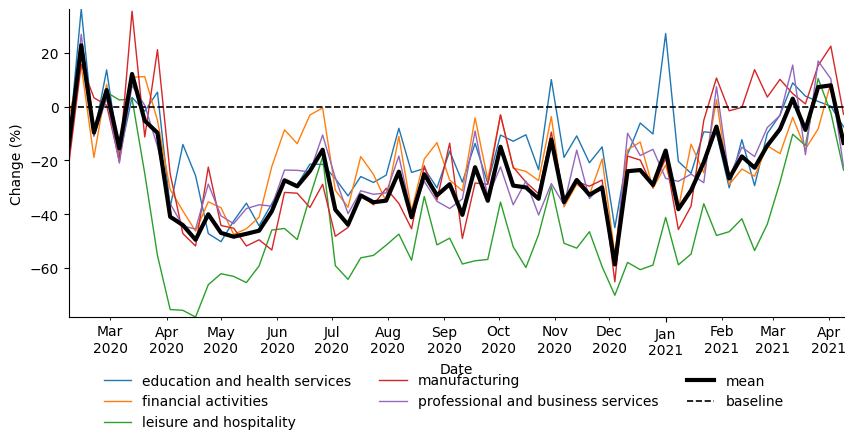 Change (%)
20
0
−20
−40
−60
Mar Apr May Jun Jul Aug Sep Oct Nov Dec Jan Feb Mar Apr
2020 2020 2020 2020 2020 2020 2020 2020 2020 2020 2021 2021 2021 2021
Date
education and health services manufacturing mean
financial activities professional and business services baseline
leisure and hospitality